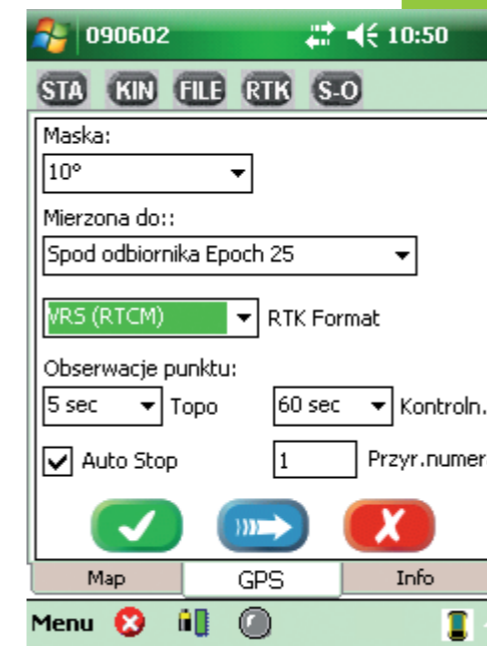 090602 10:50
STA KIN FILE RTK S-O
Maska:
10°
Mierzona do::
Spod odbiornika Epoch 25
VRS (RTCM) RTK Format
Obserwacje punktu:
5 sec Topo 60 sec Kontroln.
Auto Stop 1 Przyr.numer
Map GPS Info
Menu